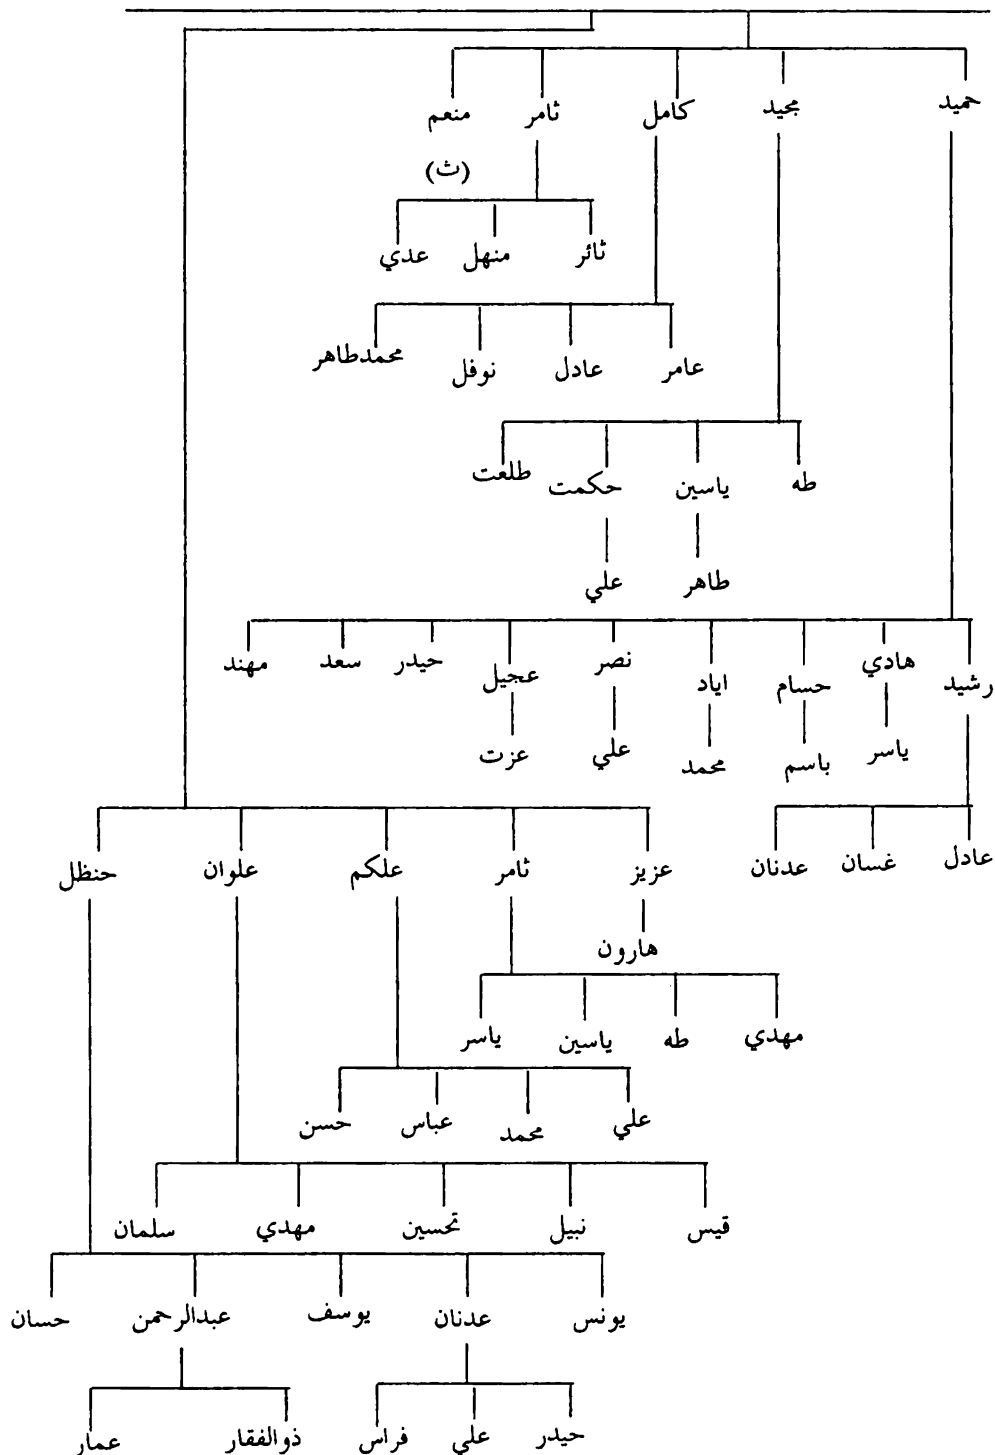 حميد مجيد كامل ثامر منعم
(ث)
ثائر منهل عدي
عامر عادل نوفل محمدطاهر
طه ياسين حكمت طلعت
طاهر علي
رشيد هادي حسام اياد نصر عجيل حيدر سعد مهند
ياسر باسم محمد علي عزت
عادل غسان عدنان
عزيز ثامر علكم علوان حنظل
هارون
مهدي طه ياسين ياسر
علي محمد عباس حسن
قيس نبيل تحسين مهدي سلمان
يونس عدنان يوسف عبدالرحمن حسان
حيدر علي فراس ذوالفقار عمار